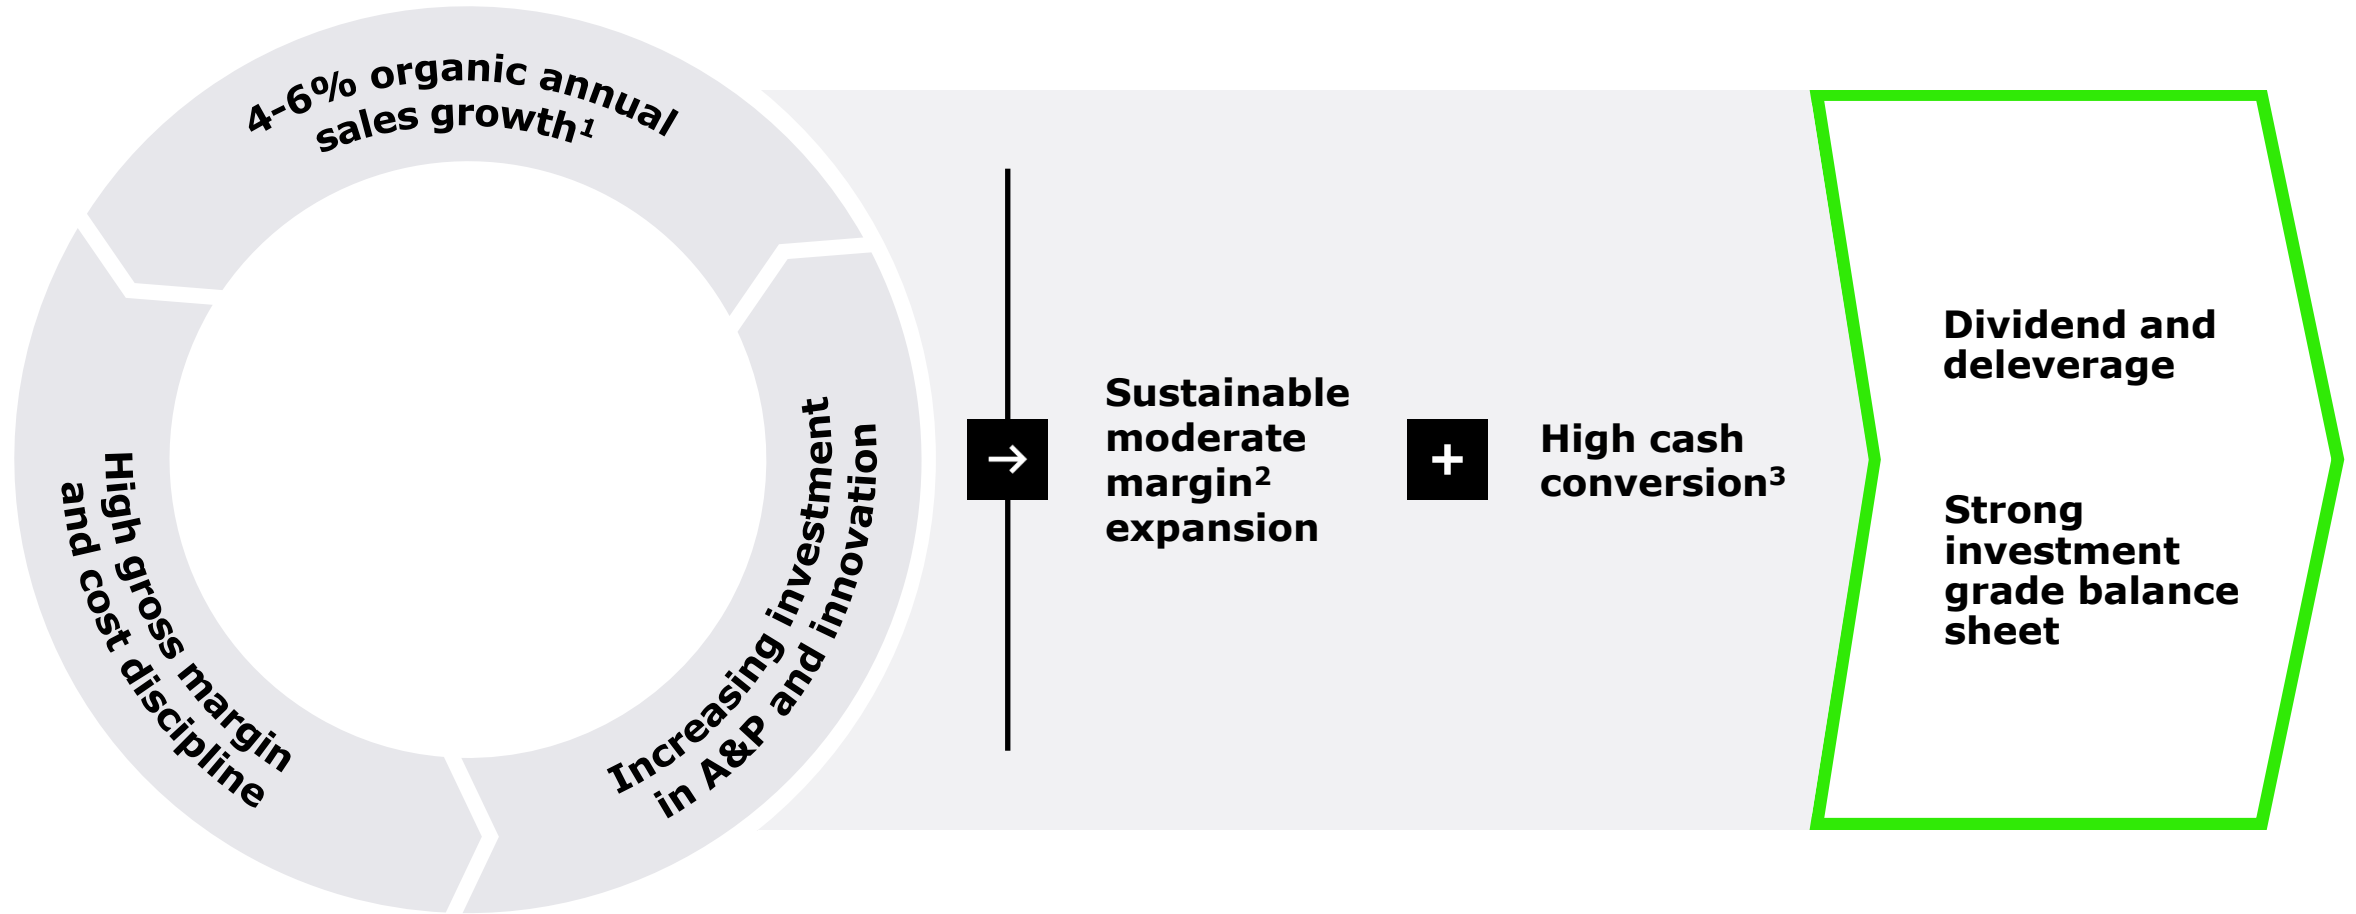 4–6% organic annual
sales growth¹
Increasing investment
in A&P and innovation
High gross margin
and cost discipline
→
Sustainable
moderate
margin²
expansion
+
High cash
conversion³
Dividend and
deleverage
Strong
investment
grade balance
sheet